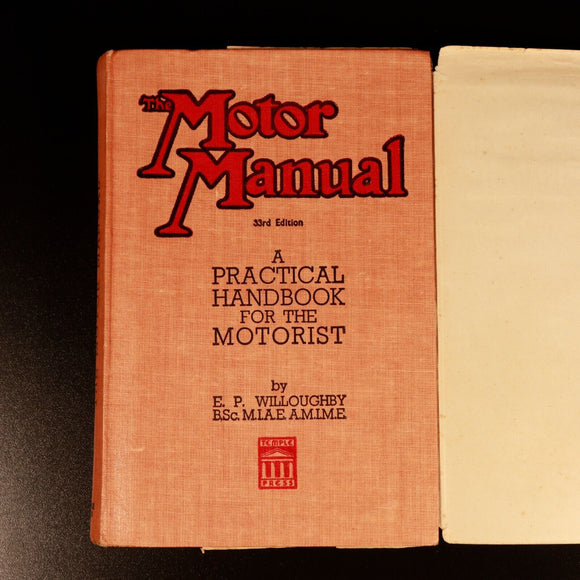 The Motor
Manual
33rd Edition
A
PRACTICAL
HANDBOOK
FOR THE
MOTORIST
by
E. P. WILLOUGHBY
B.Sc. M.I.A.E. A.M.I.M.E.
TEMPLE
PRESS